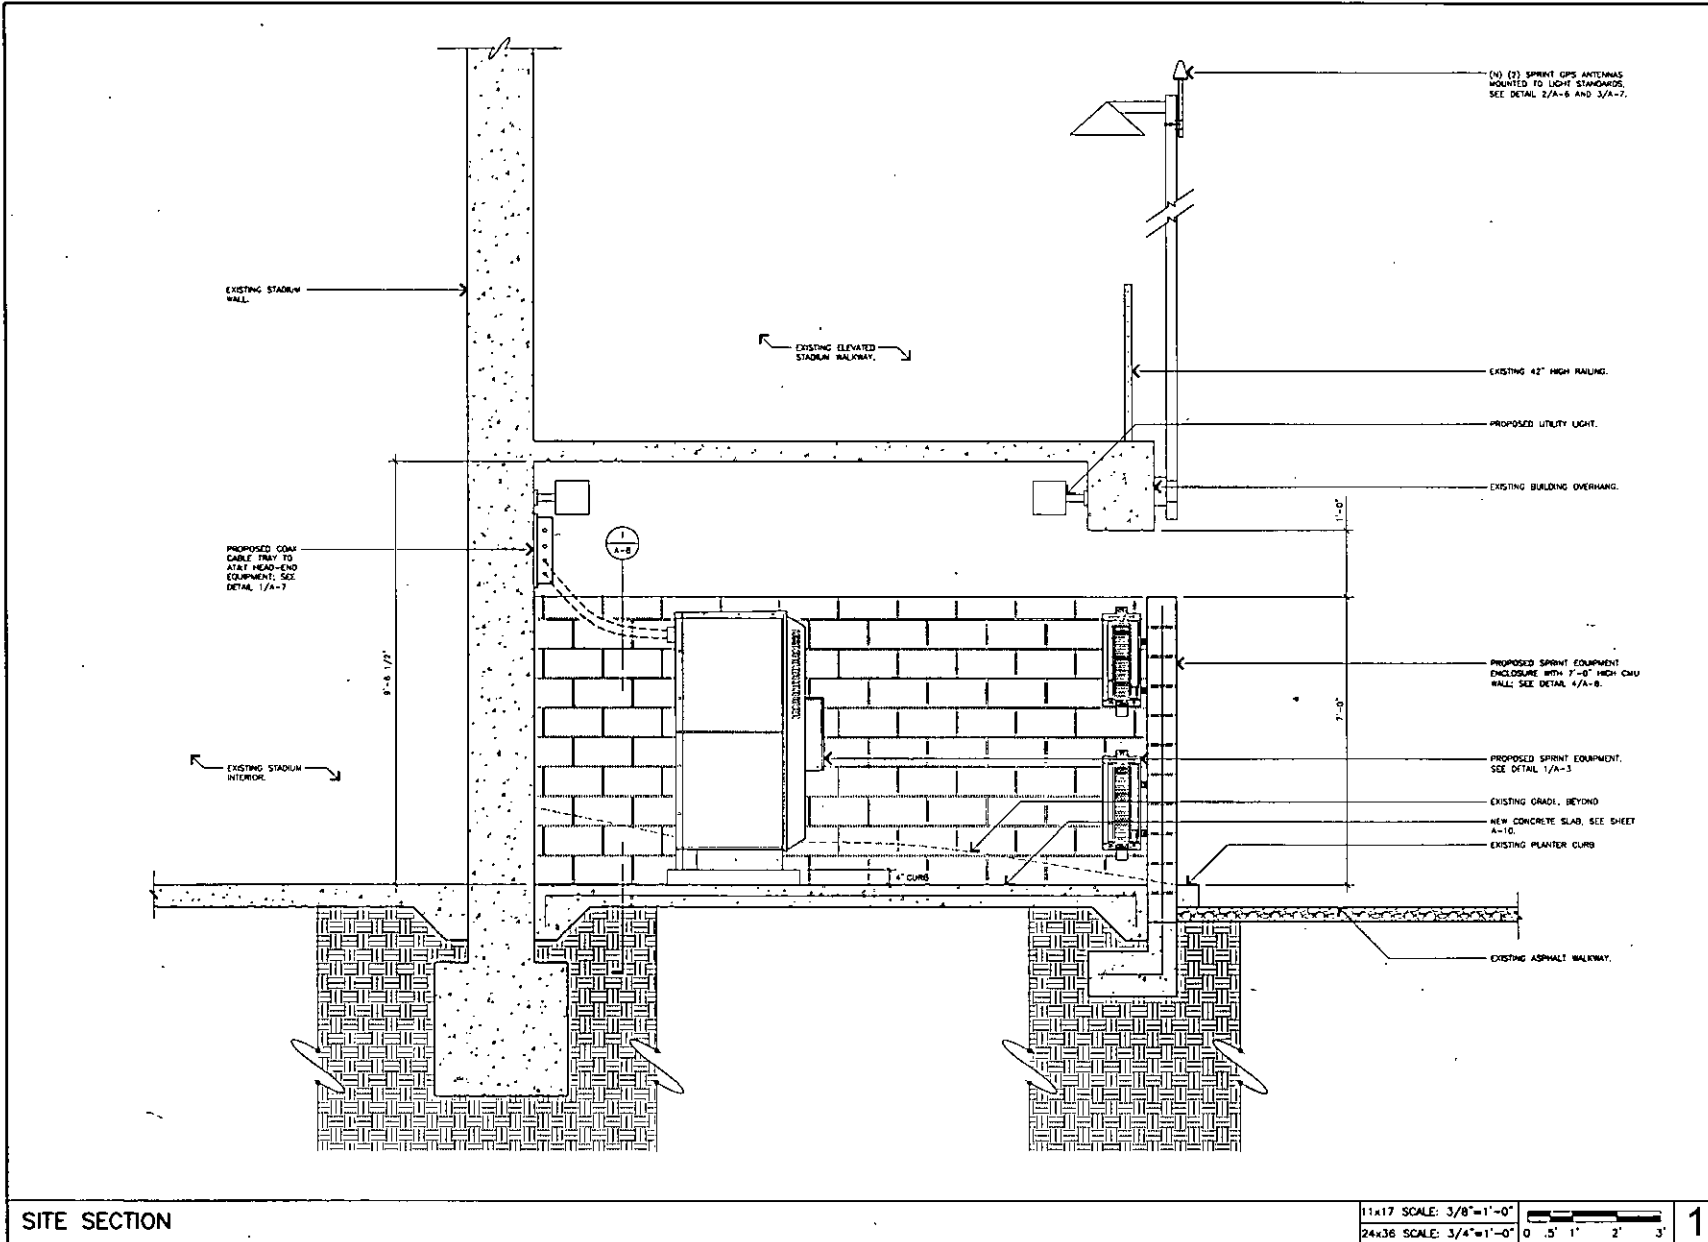 (N) (2) SPRINT GPS ANTENNAS
MOUNTED TO LIGHT STANDARDS,
SEE DETAIL 2/A-6 AND 3/A-7.
EXISTING STADIUM
WALL.
EXISTING ELEVATED
STADIUM WALKWAY.
EXISTING 42" HIGH RAILING.
PROPOSED UTILITY LIGHT.
EXISTING BUILDING OVERHANG.
1'-0"
PROPOSED COAX
CABLE TRAY TO
AT&T HEAD-END
EQUIPMENT; SEE
DETAIL 1/A-7
1
A-8
9'-6 1/2"
PROPOSED SPRINT EQUIPMENT
ENCLOSURE WITH 7'-0" HIGH CMU
WALL; SEE DETAIL 4/A-8.
7'-0"
EXISTING STADIUM
INTERIOR.
PROPOSED SPRINT EQUIPMENT.
SEE DETAIL 1/A-3
EXISTING GRADE, BEYOND
NEW CONCRETE SLAB, SEE SHEET
A-10.
EXISTING PLANTER CURB
4" CURB
EXISTING ASPHALT WALKWAY.
SITE SECTION
11x17 SCALE: 3/8"=1'-0"
24x36 SCALE: 3/4"=1'-0"
0 .5' 1' 2' 3'
1